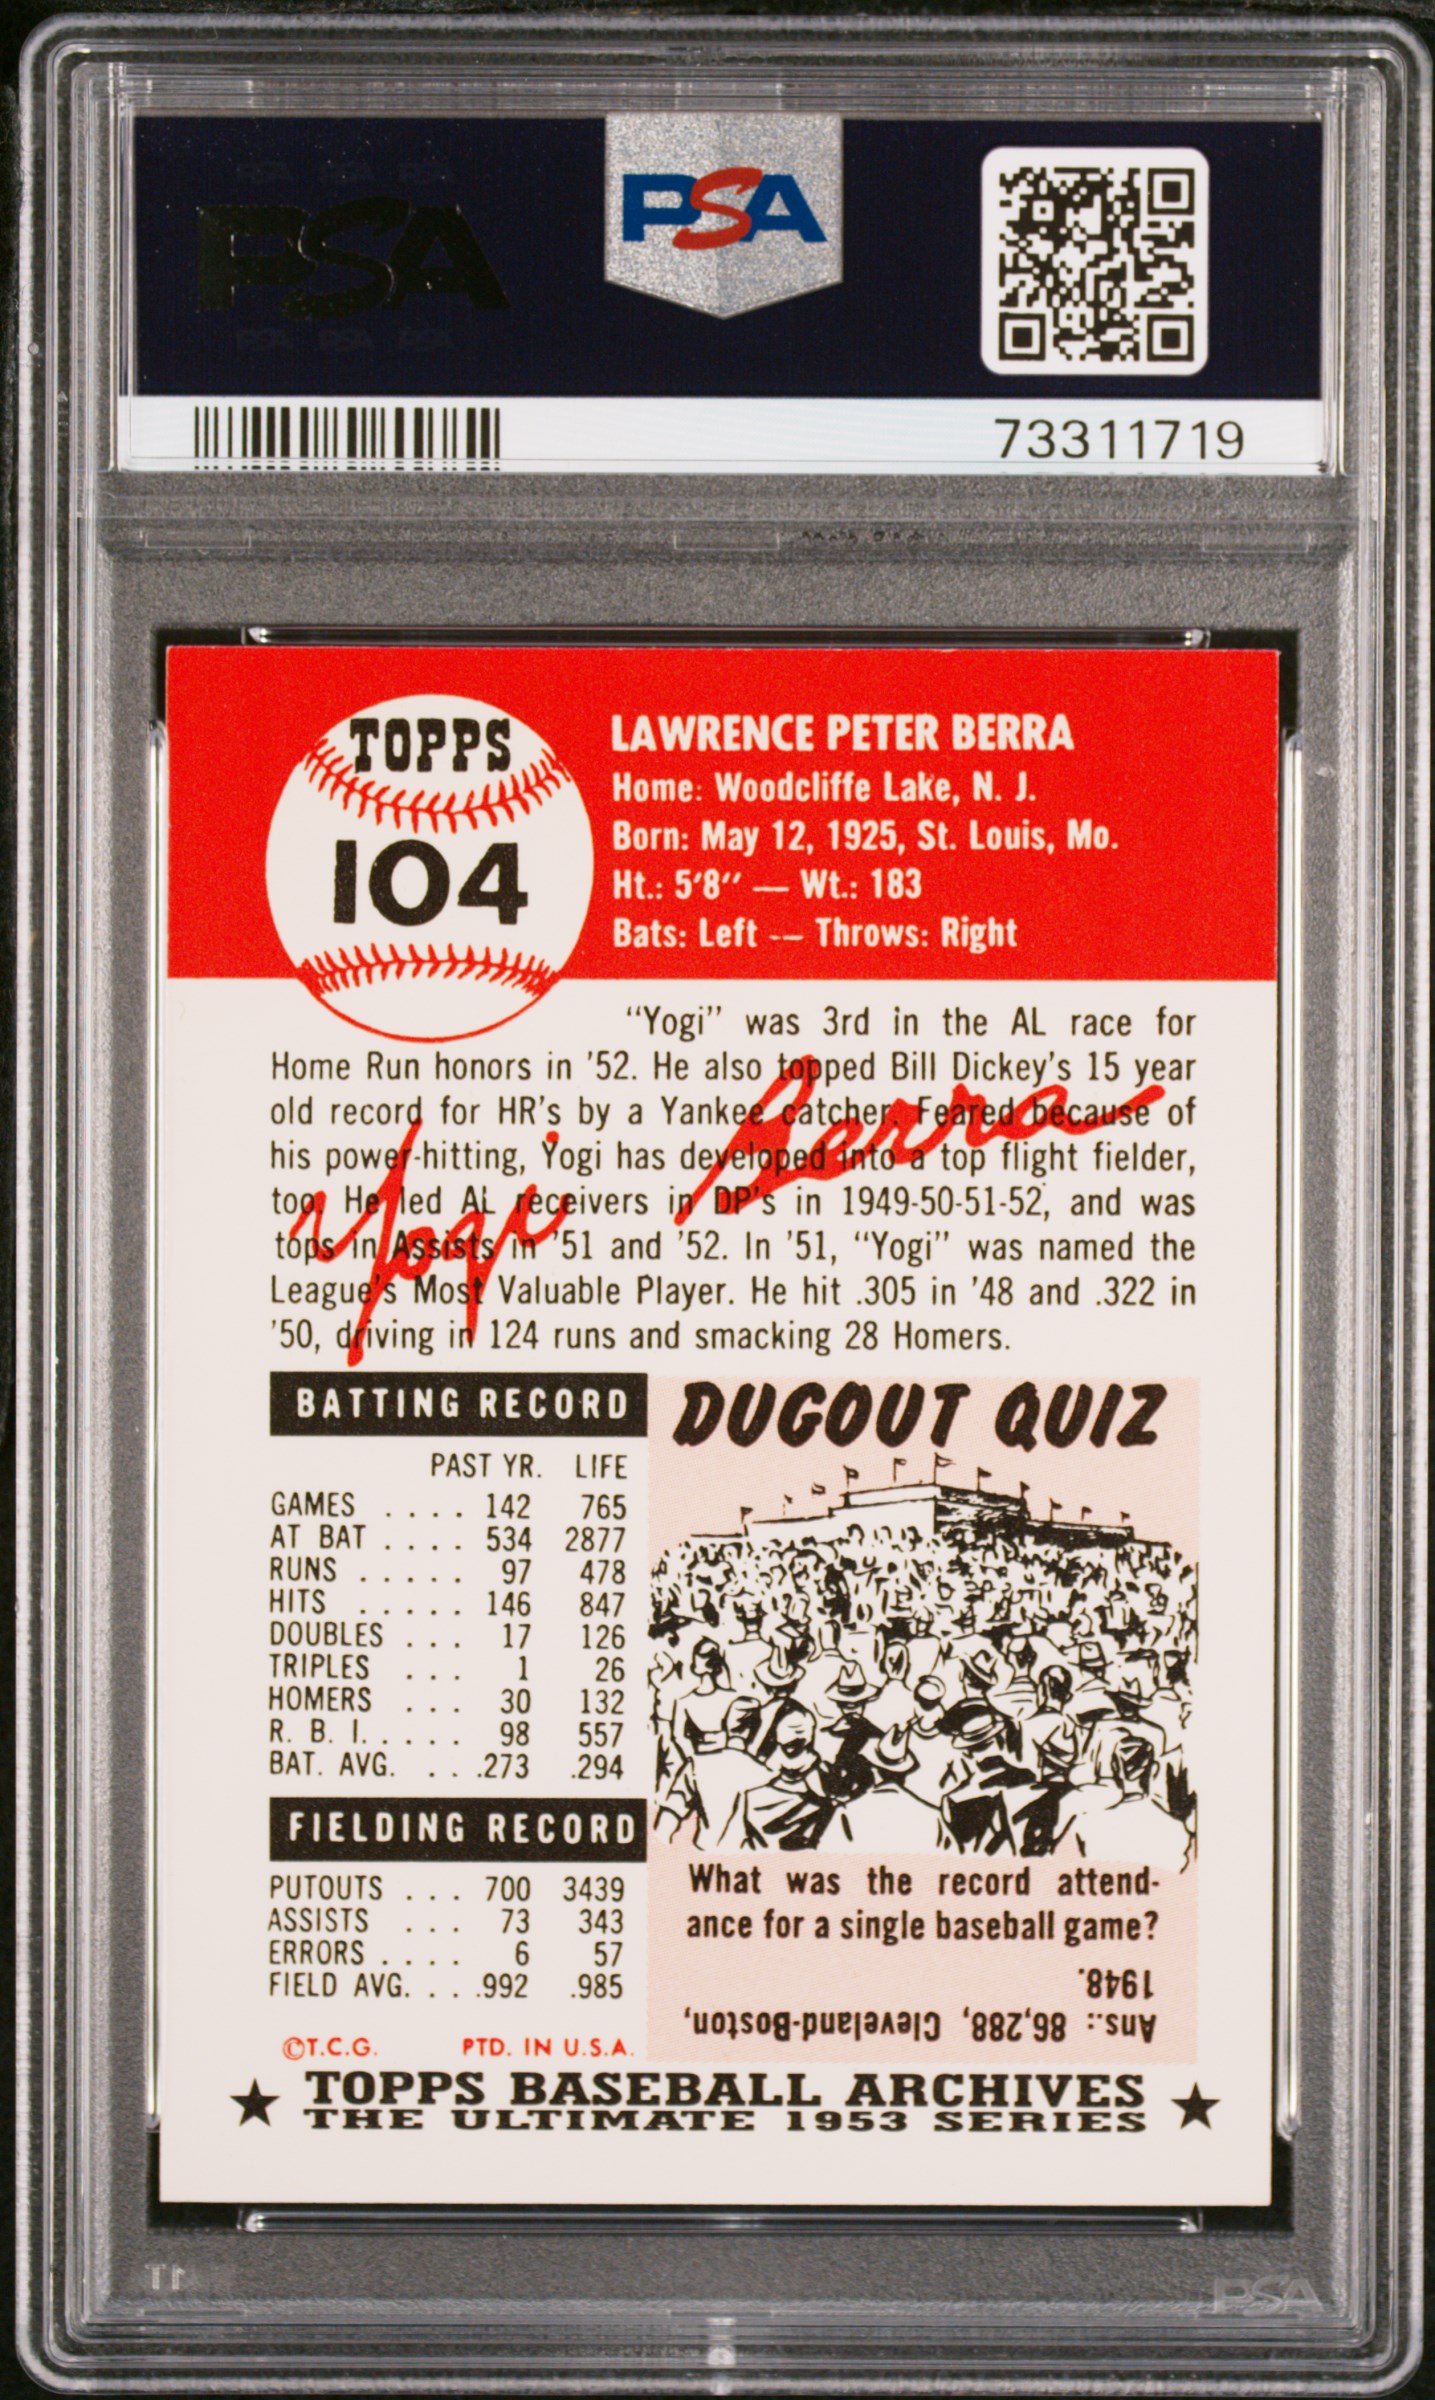 PSA PSA PSA
PSA
PSA PSA PSA
PSA
73311719
TOPPS
104
LAWRENCE PETER BERRA
Home: Woodcliffe Lake, N. J.
Born: May 12, 1925, St. Louis, Mo.
Ht.: 5'8'' — Wt.: 183
Bats: Left -— Throws: Right
"Yogi" was 3rd in the AL race for
Home Run honors in '52. He also topped Bill Dickey's 15 year
old record for HR's by a Yankee catcher. Feared because of
his power-hitting, Yogi has developed into a top flight fielder,
too. He led AL receivers in DP's in 1949-50-51-52, and was
tops in Assists in '51 and '52. In '51, "Yogi" was named the
League's Most Valuable Player. He hit .305 in '48 and .322 in
'50, driving in 124 runs and smacking 28 Homers.
Yogi Berra
BATTING RECORD
PAST YR. LIFE
GAMES . . . . 142 765
AT BAT . . . . 534 2877
RUNS . . . . . 97 478
HITS . . . . . 146 847
DOUBLES . . . 17 126
TRIPLES . . . 1 26
HOMERS . . . 30 132
R. B. I. . . . . 98 557
BAT. AVG. . . .273 .294
FIELDING RECORD
PUTOUTS . . . 700 3439
ASSISTS . . . 73 343
ERRORS . . . . 6 57
FIELD AVG. . . .992 .985
©T.C.G. PTD. IN U.S.A.
DUGOUT QUIZ
What was the record attend-
ance for a single baseball game?
Ans.: 86,288, Cleveland-Boston,
1948.
★ TOPPS BASEBALL ARCHIVES ★
THE ULTIMATE 1953 SERIES
PSA